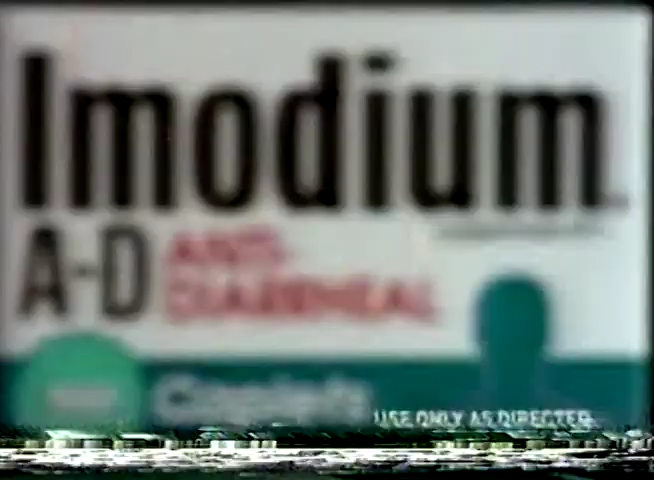 Imodium
A-D ANTI-
DIARRHEAL
Caplets
USE ONLY AS DIRECTED.